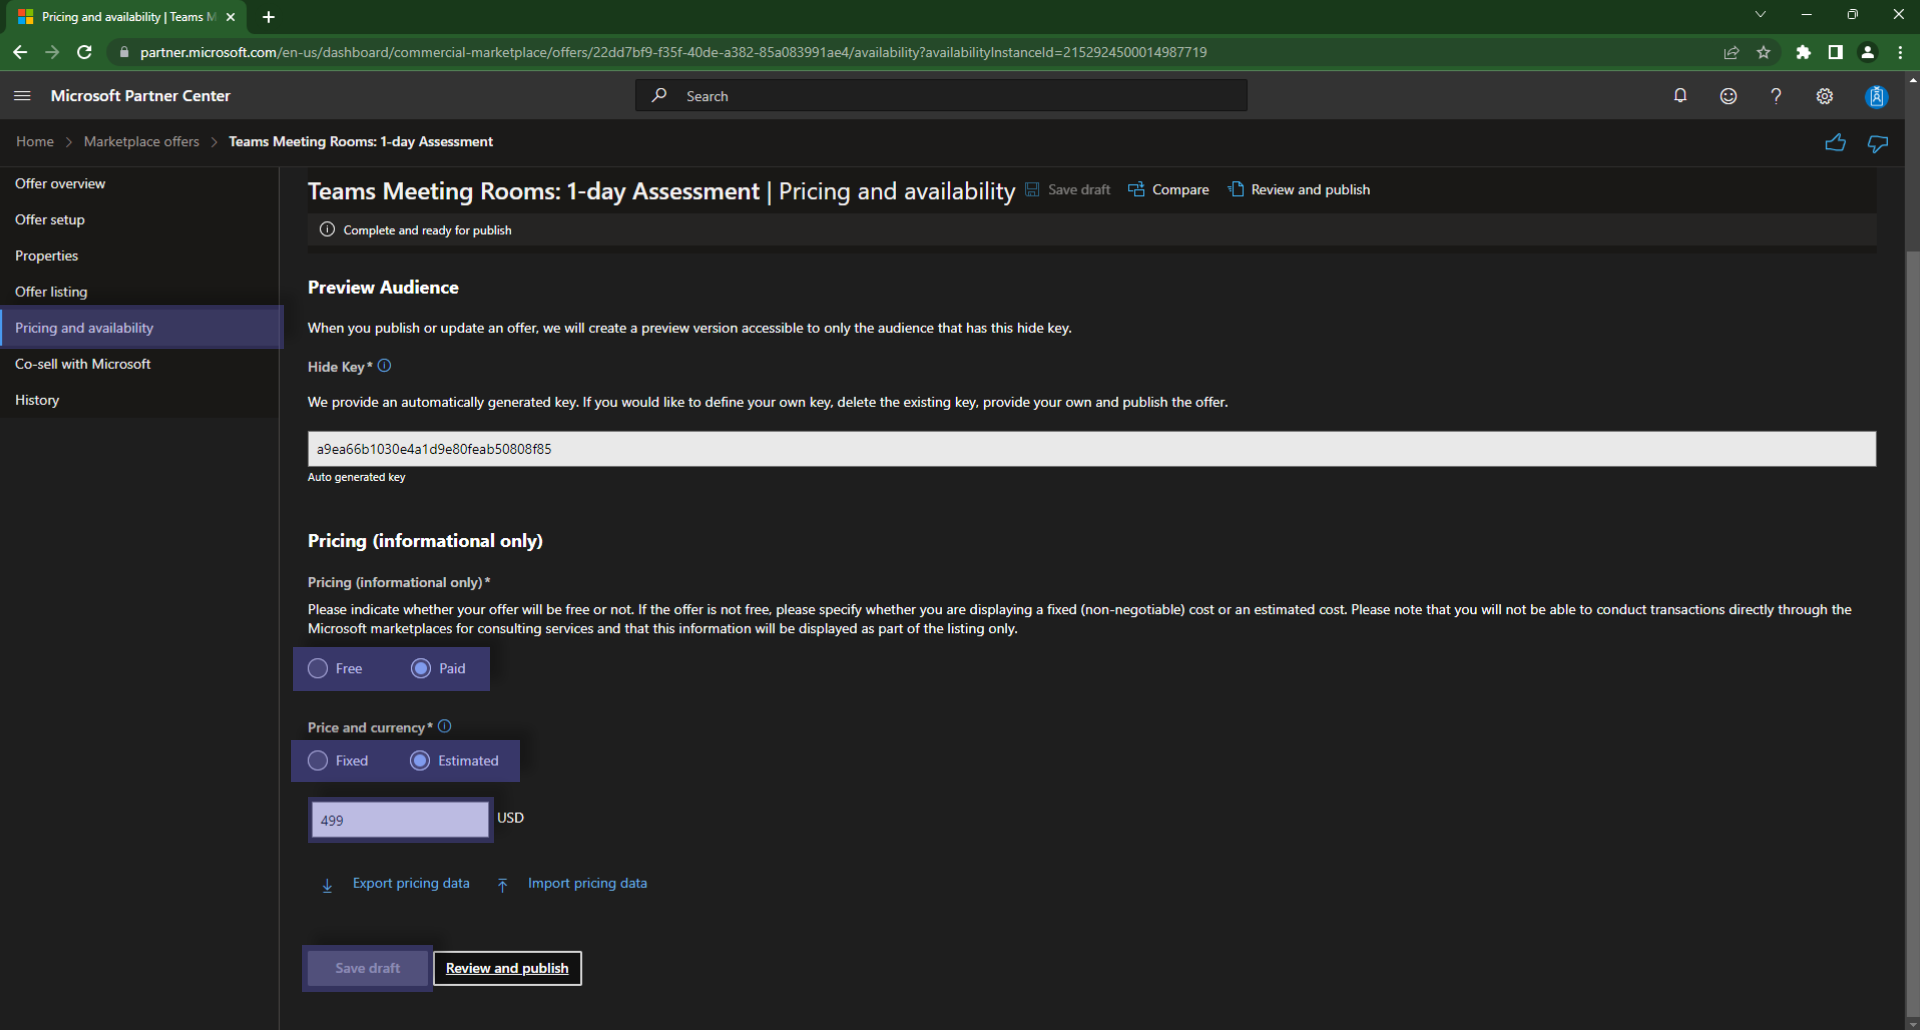 Pricing and availability | Teams M
partner.microsoft.com/en-us/dashboard/commercial-marketplace/offers/22dd7bf9-f35f-40de-a382-85a083991ae4/availability?availabilityInstanceId=2152924500014987719
Microsoft Partner Center
Search
Home > Marketplace offers > Teams Meeting Rooms: 1-day Assessment
Offer overview
Offer setup
Properties
Offer listing
Pricing and availability
Co-sell with Microsoft
History
Teams Meeting Rooms: 1-day Assessment | Pricing and availability Save draft Compare Review and publish
Complete and ready for publish
Preview Audience
When you publish or update an offer, we will create a preview version accessible to only the audience that has this hide key.
Hide Key*
We provide an automatically generated key. If you would like to define your own key, delete the existing key, provide your own and publish the offer.
a9ea66b1030e4a1d9e80feab50808f85
Auto generated key
Pricing (informational only)
Pricing (informational only)*
Please indicate whether your offer will be free or not. If the offer is not free, please specify whether you are displaying a fixed (non-negotiable) cost or an estimated cost. Please note that you will not be able to conduct transactions directly through the
Microsoft marketplaces for consulting services and that this information will be displayed as part of the listing only.
Free Paid
Price and currency*
Fixed Estimated
499 USD
Export pricing data Import pricing data
Save draft Review and publish